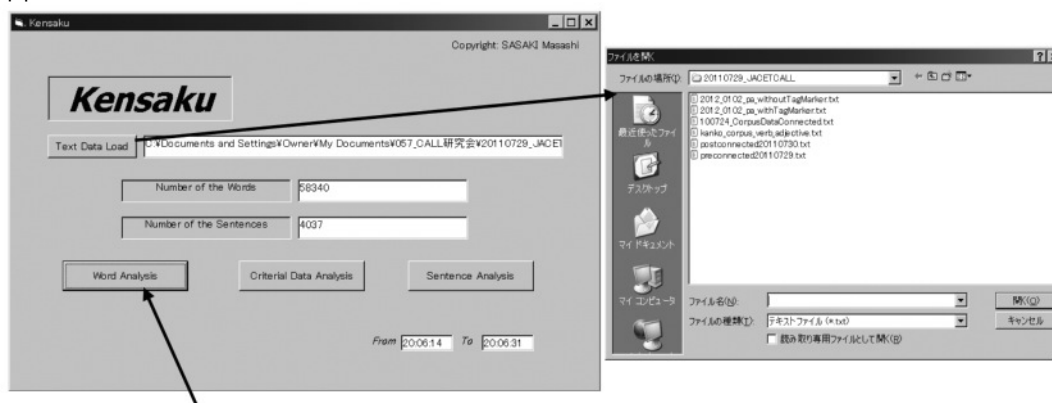 Kensaku
Copyright: SASAKI Masashi
Kensaku
Text Data Load
C:¥Documents and Settings¥Owner¥My Documents¥057_CALL研究会¥20110729_JACET
Number of the Words
58340
Number of the Sentences
4037
Word Analysis
Criterial Data Analysis
Sentence Analysis
From 20:06:14 To 20:06:31
ファイルを開く
ファイルの場所(I):
20110729_JACETCALL
2012_0102_pa_withoutTagMarker.txt
2012_0102_pa_withTagMarker.txt
100724_CorpusDataConnected.txt
kanko_corpus_verb_adjective.txt
postconnected20110730.txt
preconnected20110729.txt
最近使ったファイ
ル
デスクトップ
マイ ドキュメント
マイ コンピュータ
ファイル名(N):
開く(O)
ファイルの種類(T):
テキストファイル (*.txt)
キャンセル
読み取り専用ファイルとして開く(R)